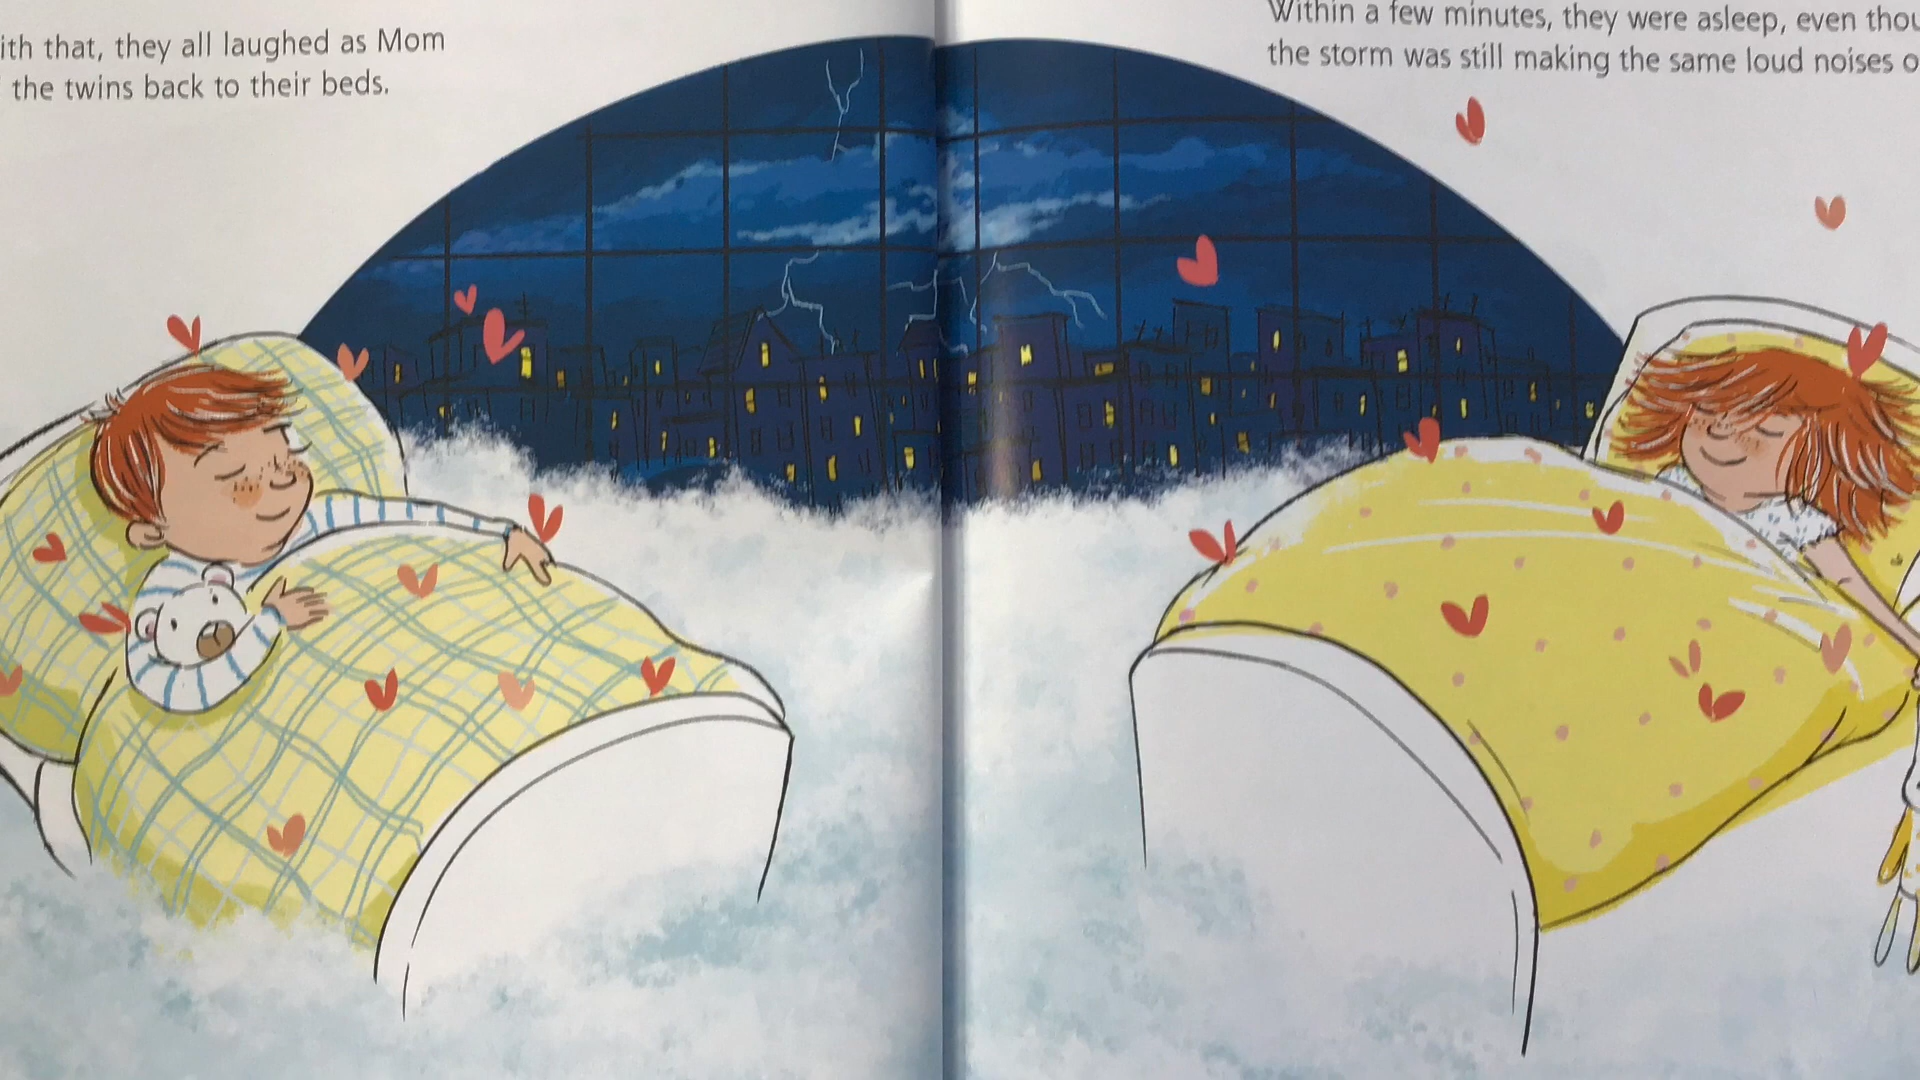 ith that, they all laughed as Mom
the twins back to their beds.
Within a few minutes, they were asleep, even thou
the storm was still making the same loud noises o